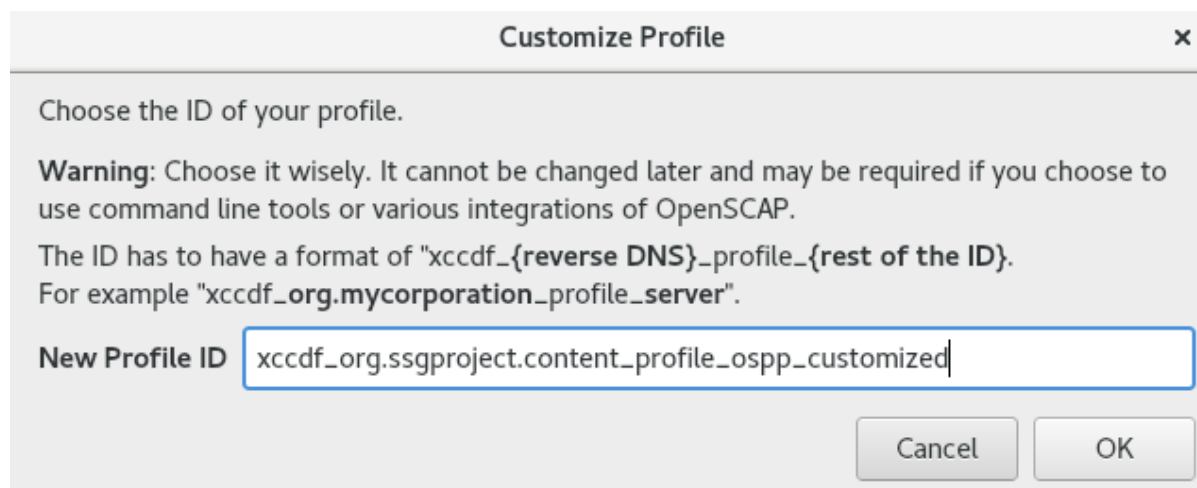 Customize Profile ×
Choose the ID of your profile.
Warning: Choose it wisely. It cannot be changed later and may be required if you choose to
use command line tools or various integrations of OpenSCAP.
The ID has to have a format of "xccdf_{reverse DNS}_profile_{rest of the ID}.
For example "xccdf_org.mycorporation_profile_server".
New Profile ID xccdf_org.ssgproject.content_profile_ospp_customized
Cancel OK